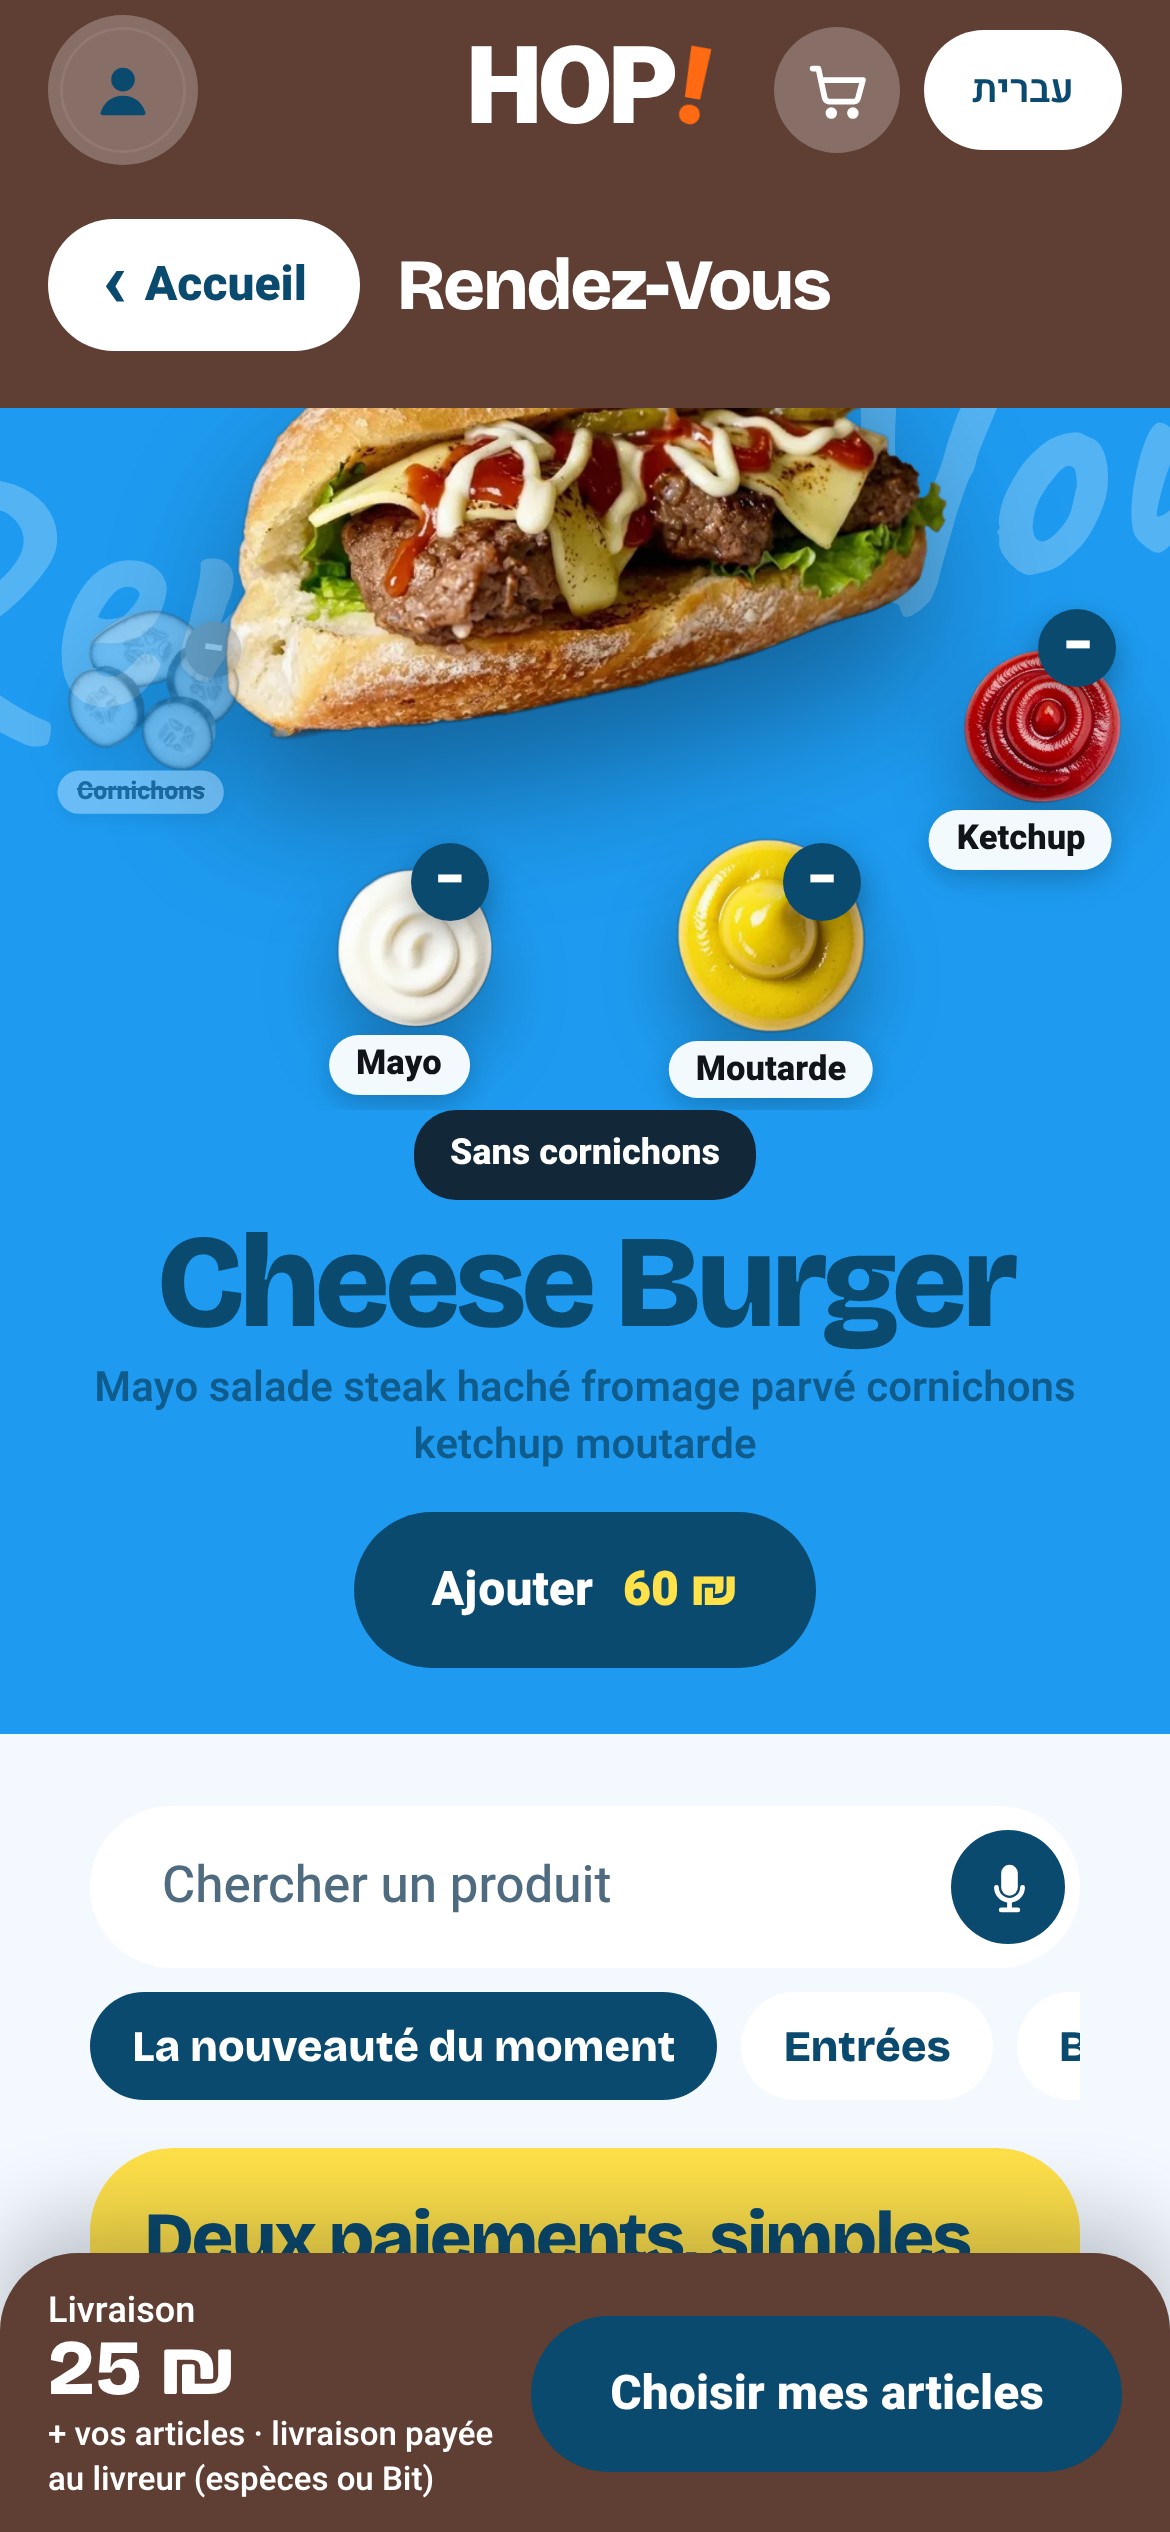 HOP!
עברית
‹ Accueil
Rendez-Vous
Cornichons
Ketchup
Mayo
Moutarde
Sans cornichons
Cheese Burger
Mayo salade steak haché fromage parvé cornichons
ketchup moutarde
Ajouter 60 ₪
Chercher un produit
La nouveauté du moment
Entrées
Deux paiements, simples
Livraison
25 ₪
+ vos articles · livraison payée
au livreur (espèces ou Bit)
Choisir mes articles